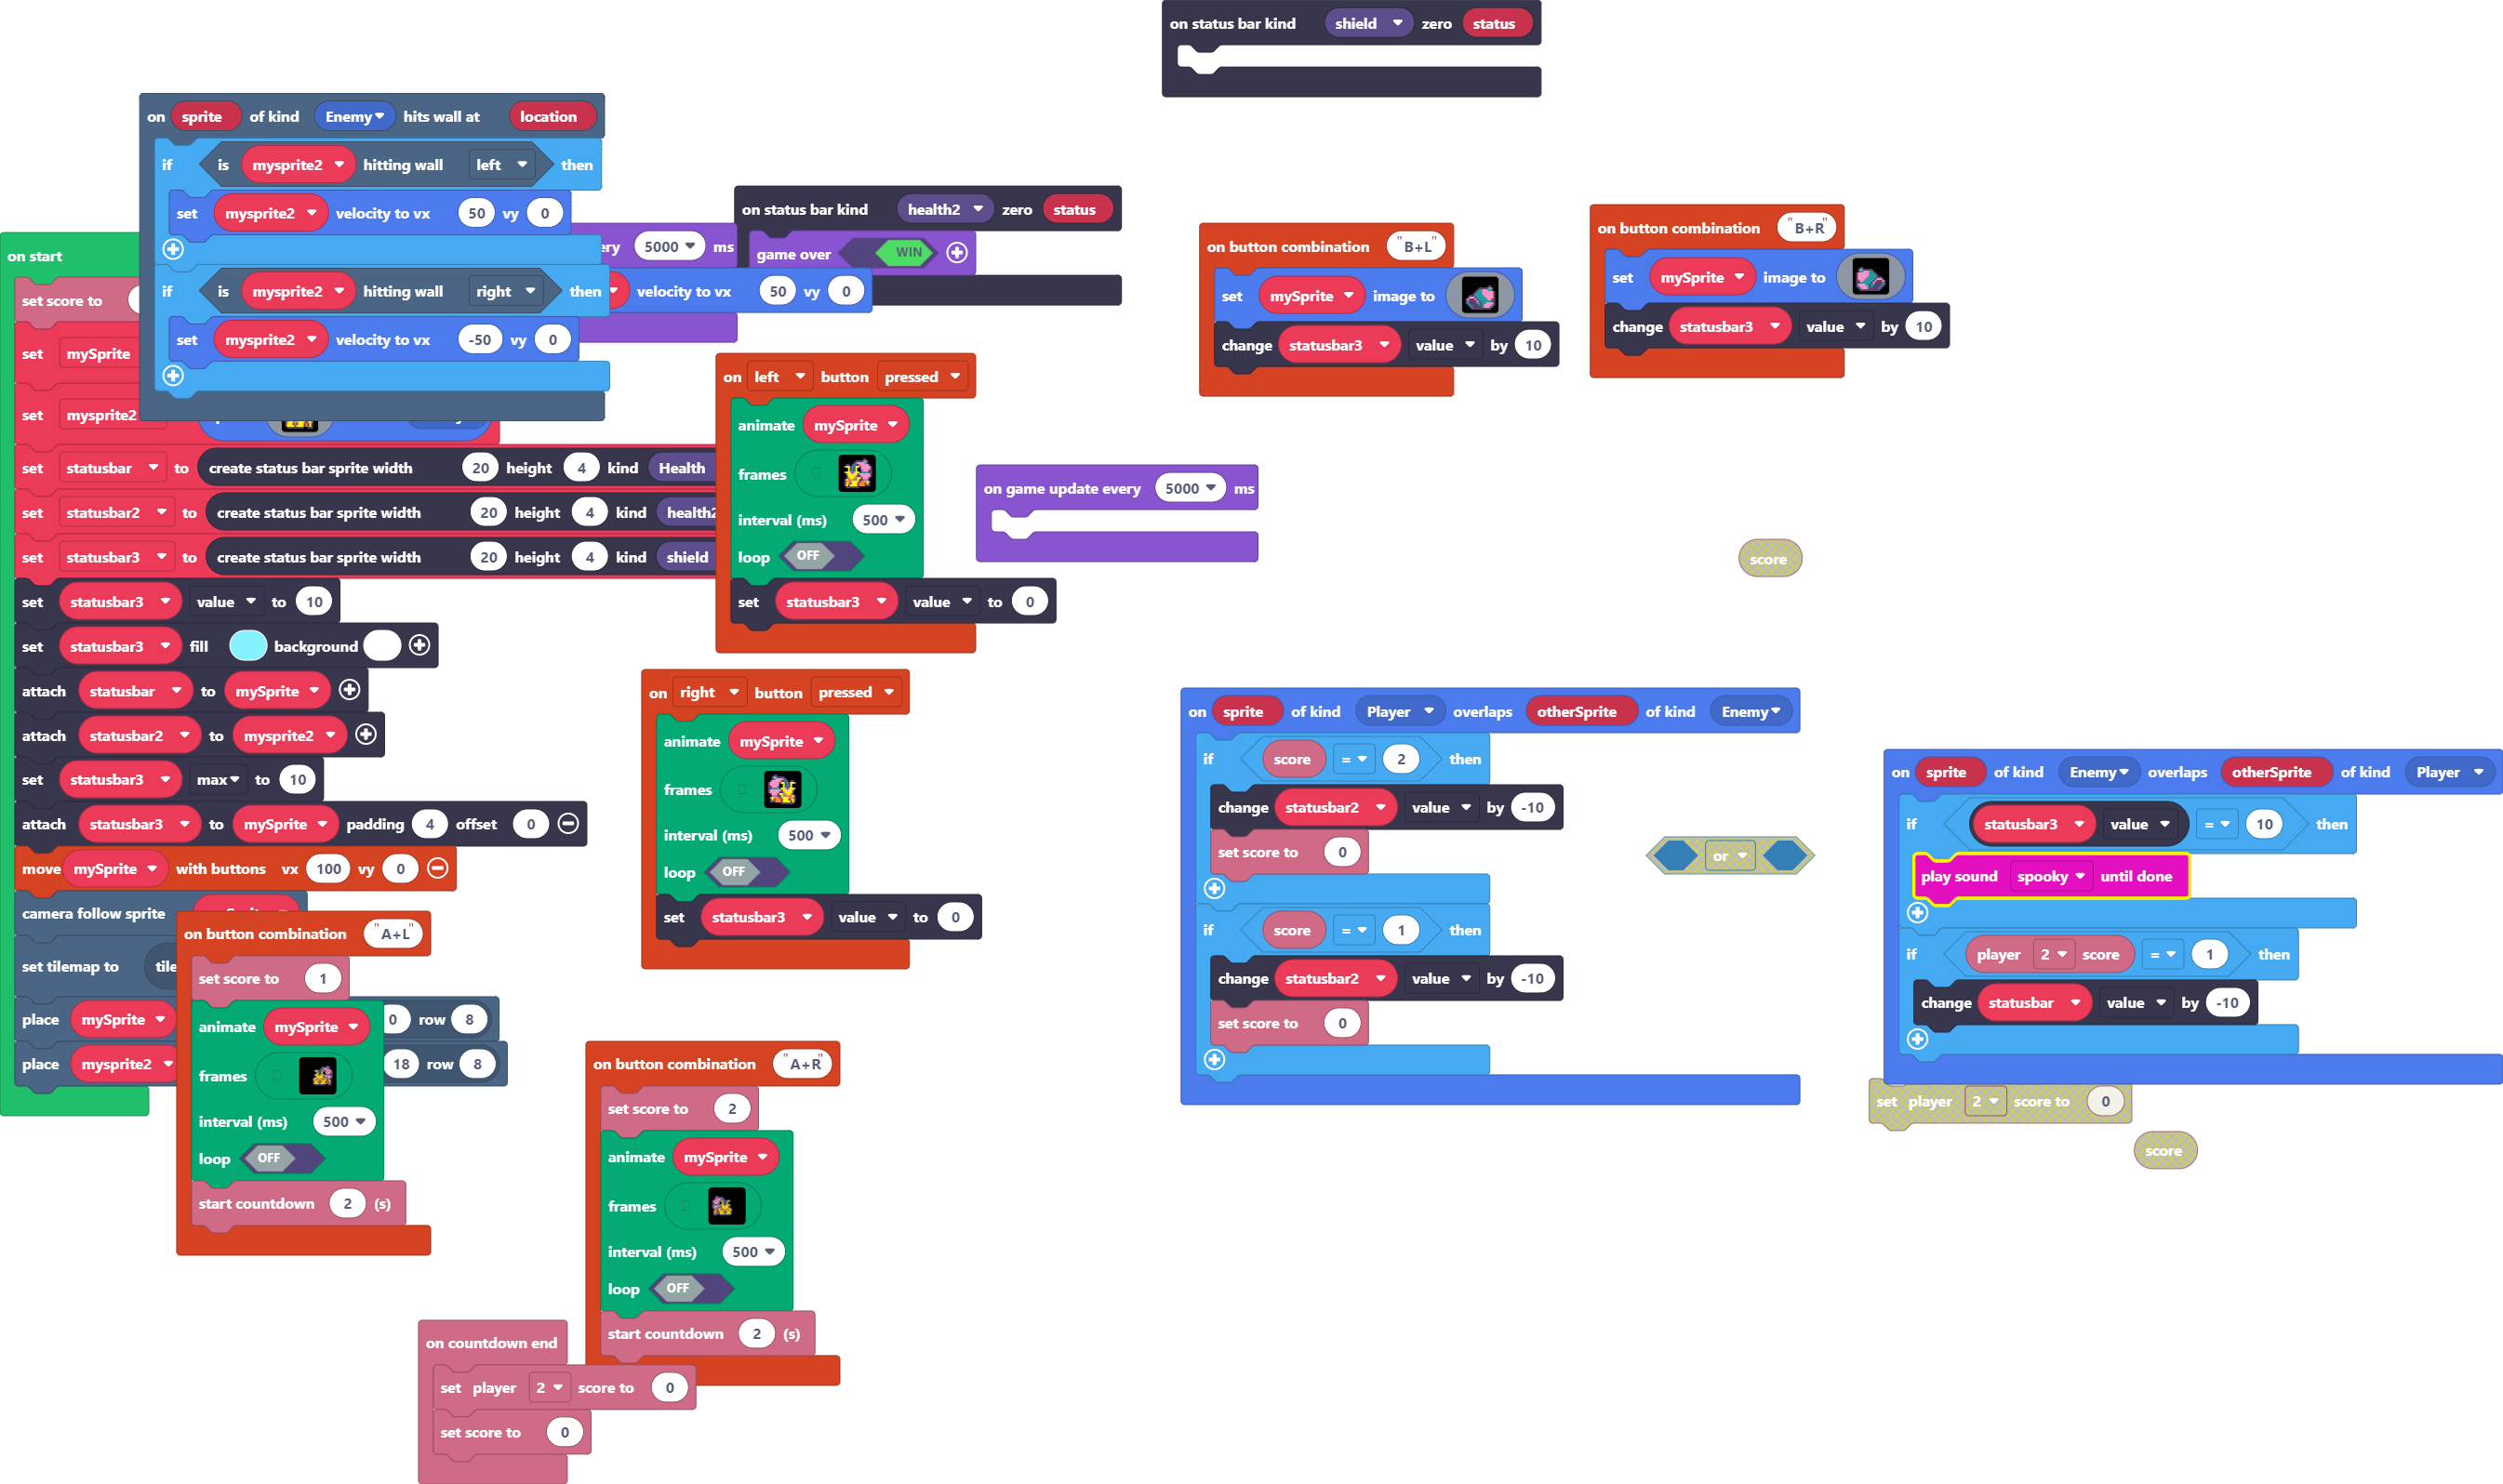 on status bar kind shield zero status
on sprite of kind Enemy hits wall at location
if is mysprite2 hitting wall left then
set mysprite2 velocity to vx 50 vy 0
if is mysprite2 hitting wall right then
set mysprite2 velocity to vx -50 vy 0
5000 ms
velocity to vx 50 vy 0
on status bar kind health2 zero status
game over WIN
on button combination "B+L"
set mySprite image to
change statusbar3 value by 10
on button combination "B+R"
set mySprite image to
change statusbar3 value by 10
on start
set score to
set mySprite
set mysprite2
set statusbar to create status bar sprite width 20 height 4 kind Health
set statusbar2 to create status bar sprite width 20 height 4 kind health2
set statusbar3 to create status bar sprite width 20 height 4 kind shield
set statusbar3 value to 10
set statusbar3 fill background
attach statusbar to mySprite
attach statusbar2 to mysprite2
set statusbar3 max to 10
attach statusbar3 to mySprite padding 4 offset 0
move mySprite with buttons vx 100 vy 0
camera follow sprite
set tilemap to
place mySprite 0 row 8
place mysprite2 18 row 8
on left button pressed
animate mySprite
frames
interval (ms) 500
loop OFF
set statusbar3 value to 0
on game update every 5000 ms
score
on right button pressed
animate mySprite
frames
interval (ms) 500
loop OFF
set statusbar3 value to 0
on button combination "A+L"
set score to 1
animate mySprite
frames
interval (ms) 500
loop OFF
start countdown 2 (s)
on button combination "A+R"
set score to 2
animate mySprite
frames
interval (ms) 500
loop OFF
start countdown 2 (s)
on countdown end
set player 2 score to 0
set score to 0
on sprite of kind Player overlaps otherSprite of kind Enemy
if score = 2 then
change statusbar2 value by -10
set score to 0
if score = 1 then
change statusbar2 value by -10
set score to 0
or
on sprite of kind Enemy overlaps otherSprite of kind Player
if statusbar3 value = 10 then
play sound spooky until done
if player 2 score = 1 then
change statusbar value by -10
set player 2 score to 0
score